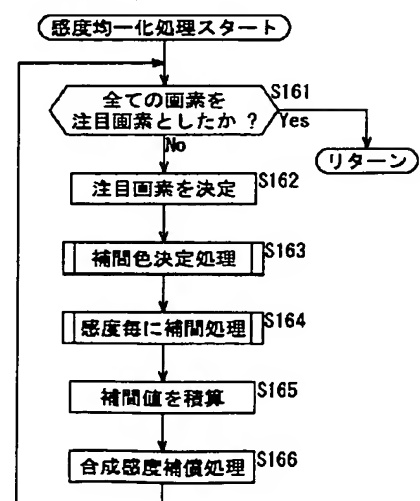 感度均一化処理スタート
全ての画素を
注目画素としたか ?
S161
Yes
No
リターン
注目画素を決定
S162
補間色決定処理
S163
感度毎に補間処理
S164
補間値を積算
S165
合成感度補償処理
S166